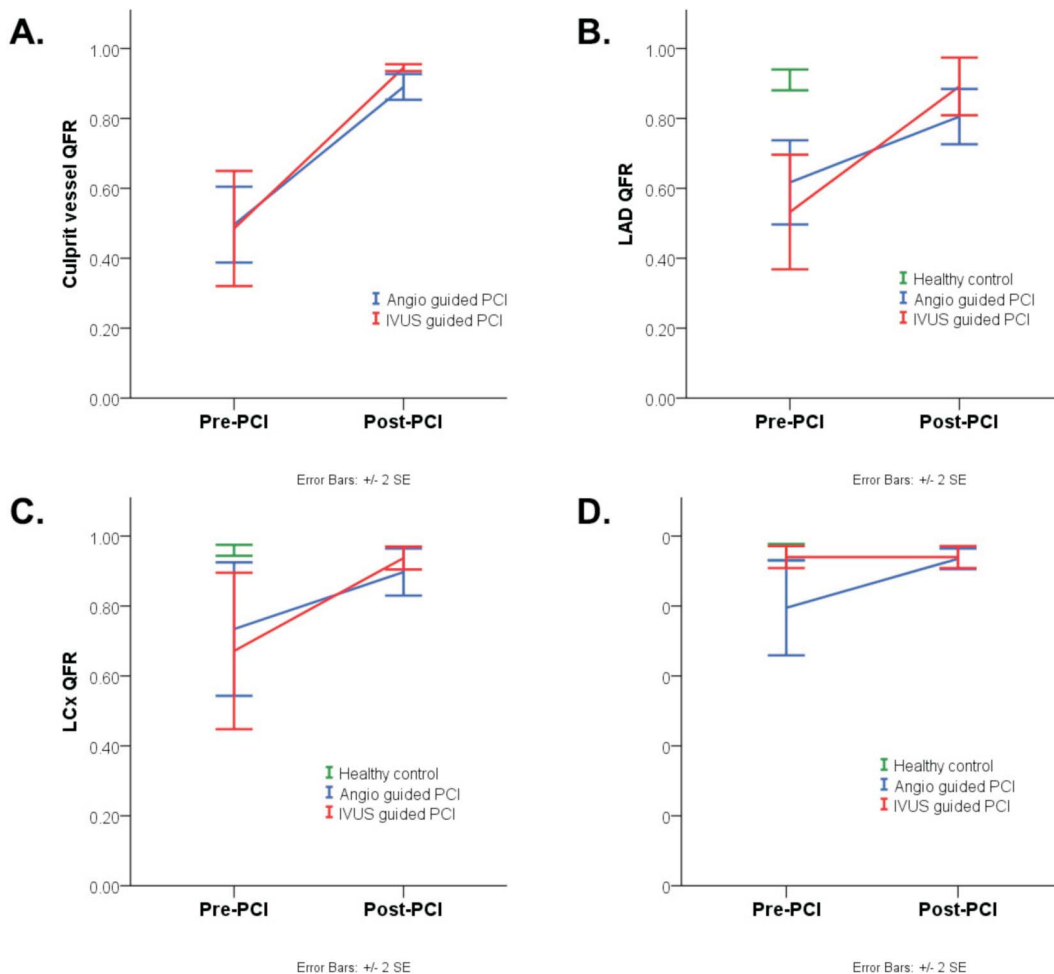 A.
1.00
0.80
0.60
0.40
0.20
0.00
Culprit vessel QFR
Angio guided PCI
IVUS guided PCI
Pre-PCI
Post-PCI
Error Bars: +/- 2 SE
B.
1.00
0.80
0.60
0.40
0.20
0.00
LAD QFR
Healthy control
Angio guided PCI
IVUS guided PCI
Pre-PCI
Post-PCI
Error Bars: +/- 2 SE
C.
1.00
0.80
0.60
0.40
0.20
0.00
LCx QFR
Healthy control
Angio guided PCI
IVUS guided PCI
Pre-PCI
Post-PCI
Error Bars: +/- 2 SE
D.
0
0
0
0
0
0
Healthy control
Angio guided PCI
IVUS guided PCI
Pre-PCI
Post-PCI
Error Bars: +/- 2 SE